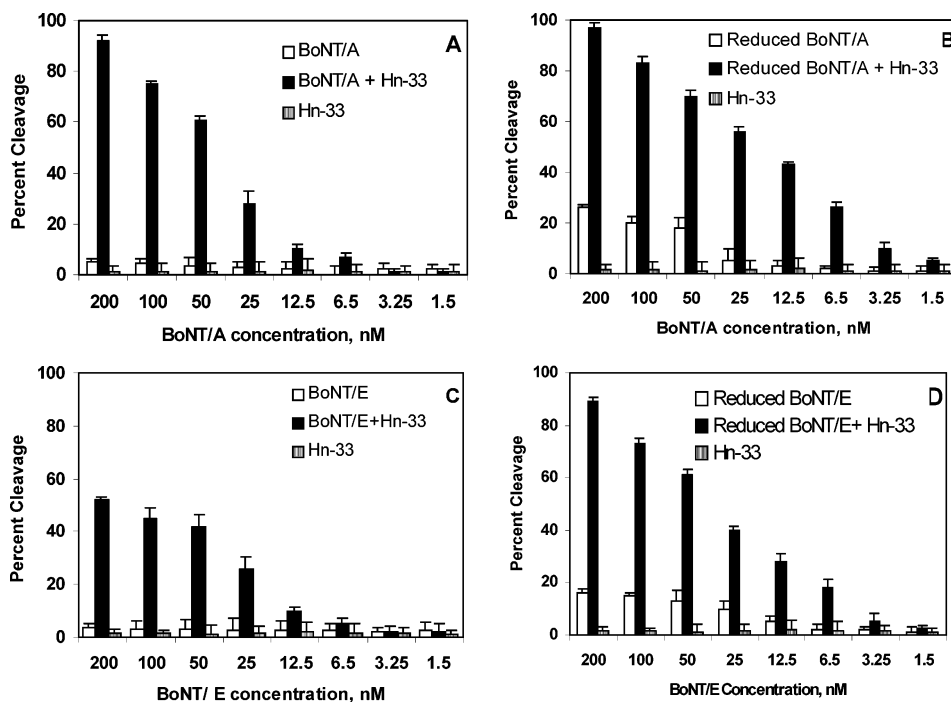 A
100
80
60
40
20
0
Percent Cleavage
BoNT/A
BoNT/A + Hn-33
Hn-33
200 100 50 25 12.5 6.5 3.25 1.5
BoNT/A concentration, nM
B
100
80
60
40
20
0
Percent Cleavage
Reduced BoNT/A
Reduced BoNT/A + Hn-33
Hn-33
200 100 50 25 12.5 6.5 3.25 1.5
BoNT/A concentration, nM
C
100
80
60
40
20
0
Percent Cleavage
BoNT/E
BoNT/E+Hn-33
Hn-33
200 100 50 25 12.5 6.5 3.25 1.5
BoNT/ E concentration, nM
D
100
80
60
40
20
0
Percent Cleavage
Reduced BoNT/E
Reduced BoNT/E+ Hn-33
Hn-33
200 100 50 25 12.5 6.5 3.25 1.5
BoNT/E Concentration, nM